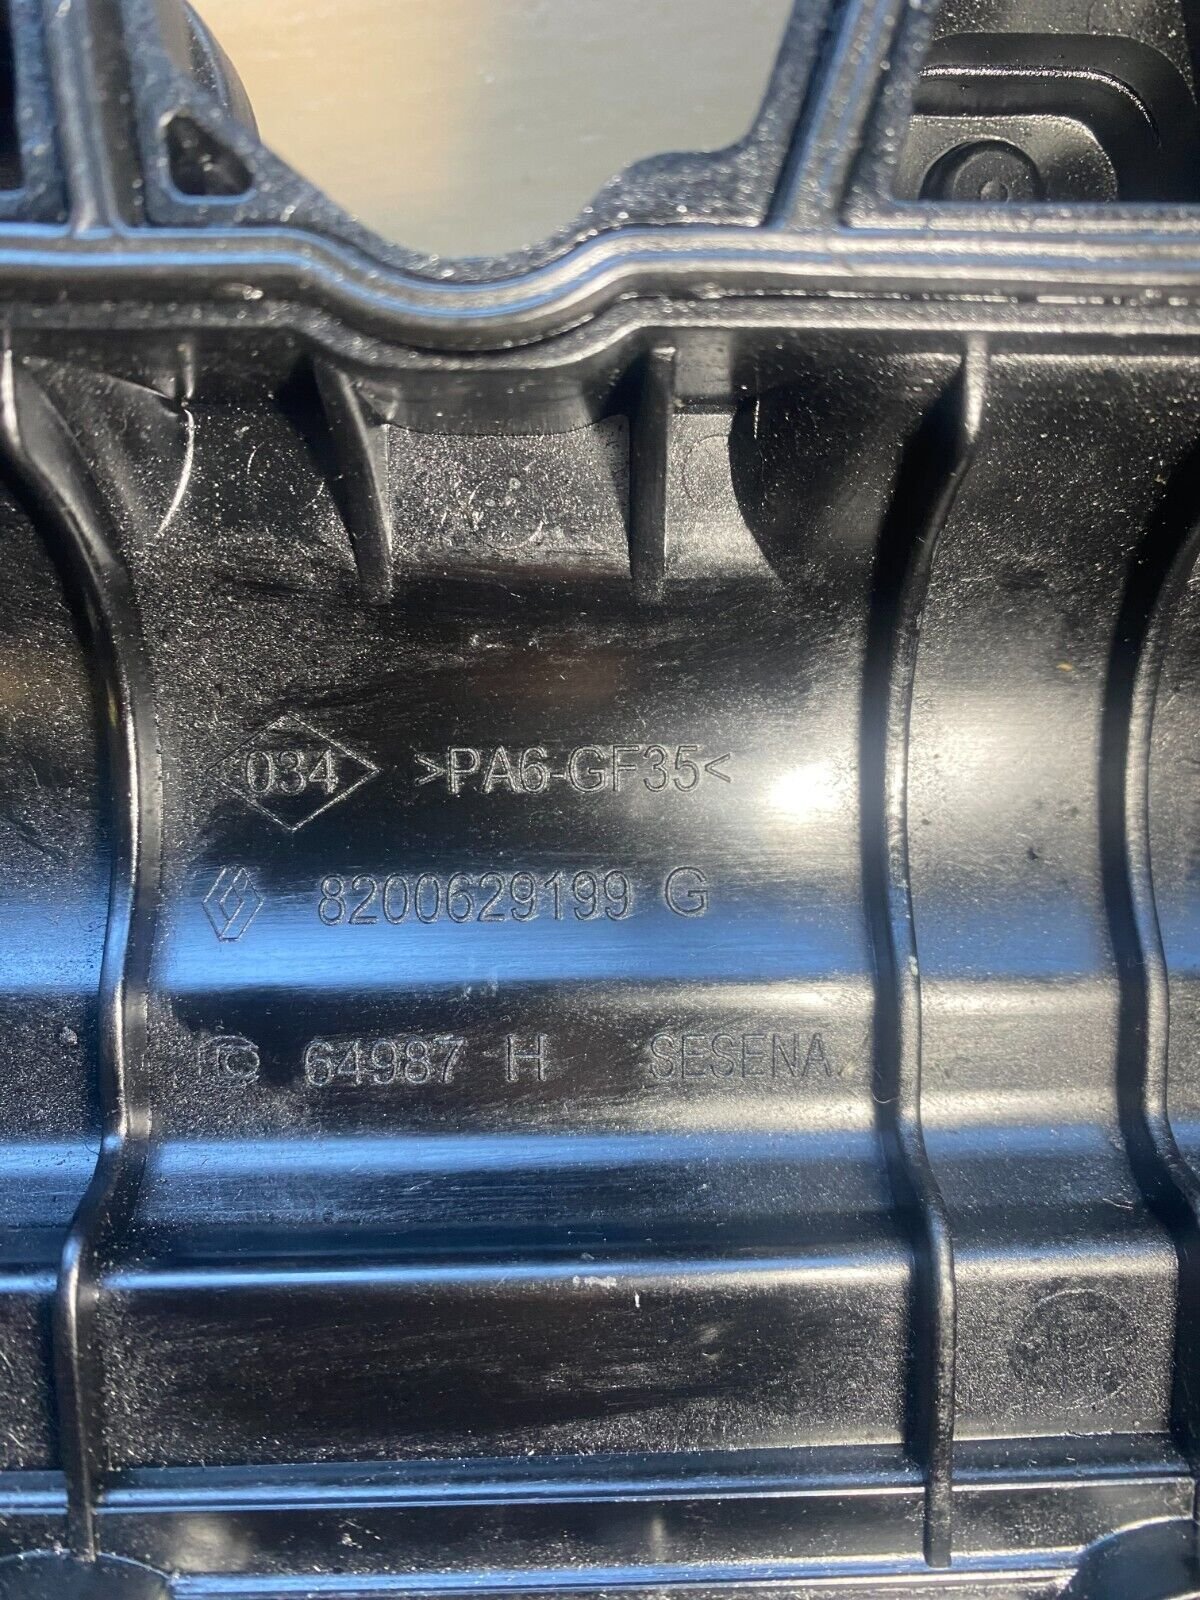 034 >PA6-GF35<
8200629199 G
64987 H SESENA